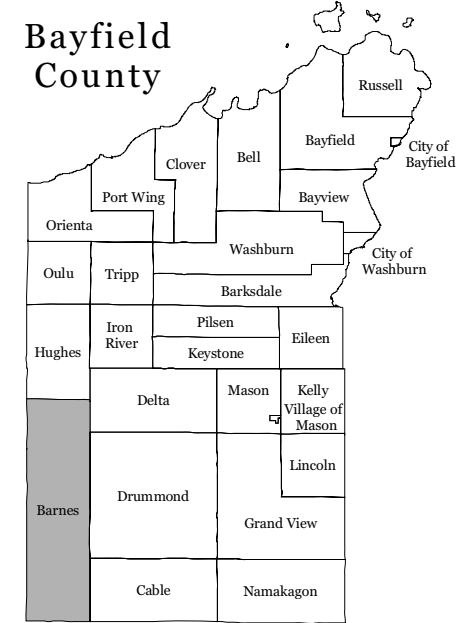 Bayfield
County
Russell
Bayfield
City of
Bayfield
Clover
Bell
Port Wing
Bayview
Orienta
Washburn
City of
Washburn
Oulu
Tripp
Barksdale
Iron
River
Pilsen
Eileen
Hughes
Keystone
Delta
Mason
Kelly
Village of
Mason
Lincoln
Barnes
Drummond
Grand View
Cable
Namakagon